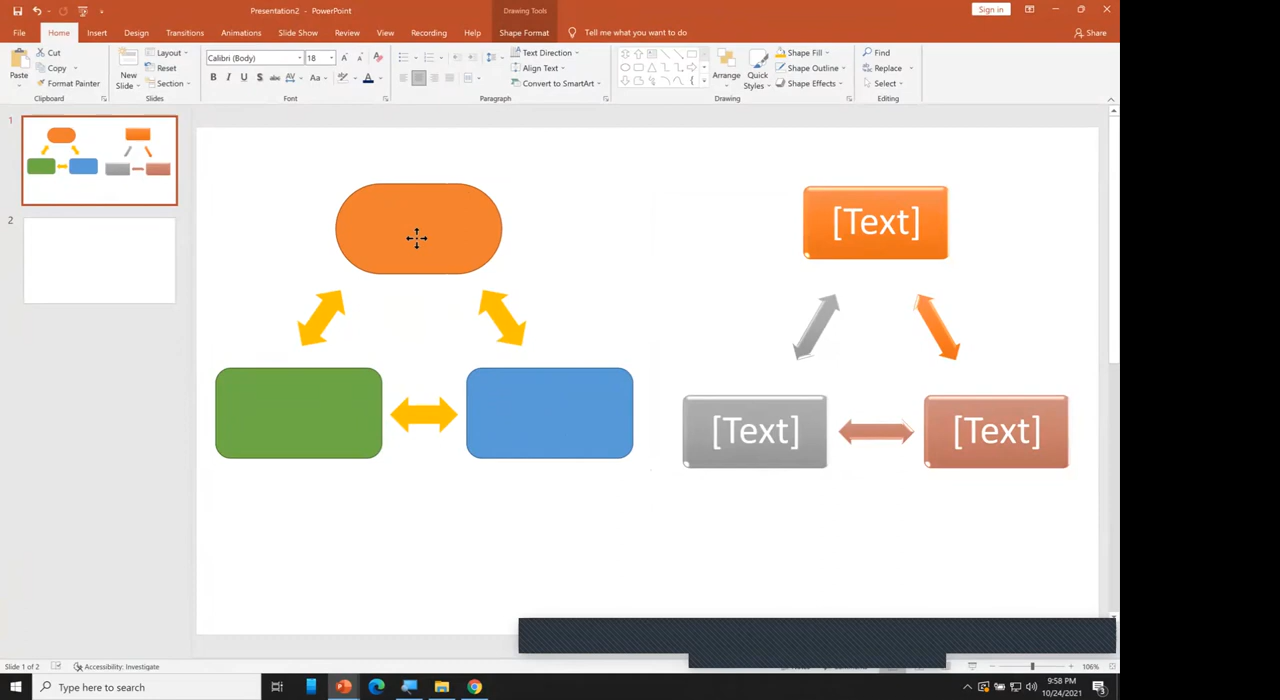 Presentation2 - PowerPoint
Drawing Tools
Sign in
File Home Insert Design Transitions Animations Slide Show Review View Recording Help Shape Format Tell me what you want to do Share
Paste
Cut
Copy
Format Painter
Clipboard
New Slide
Layout
Reset
Section
Slides
Calibri (Body) 18
B I U S abc AV Aa A
Font
Text Direction
Align Text
Convert to SmartArt
Paragraph
Arrange
Quick Styles
Shape Fill
Shape Outline
Shape Effects
Drawing
Find
Replace
Select
Editing
1
2
[Text]
[Text] [Text]
Slide 1 of 2 Accessibility: Investigate 106%
Type here to search
9:58 PM
10/24/2021
3